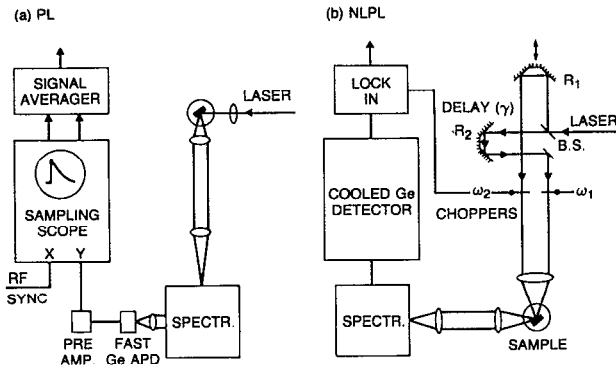 (a) PL
SIGNAL
AVERAGER
LASER
SAMPLING
SCOPE
X Y
RF
SYNC
PRE
AMP.
FAST
Ge APD
SPECTR.
(b) NLPL
LOCK
IN
R1
DELAY (γ)
R2
LASER
B.S.
COOLED Ge
DETECTOR
ω2
ω1
CHOPPERS
SPECTR.
SAMPLE